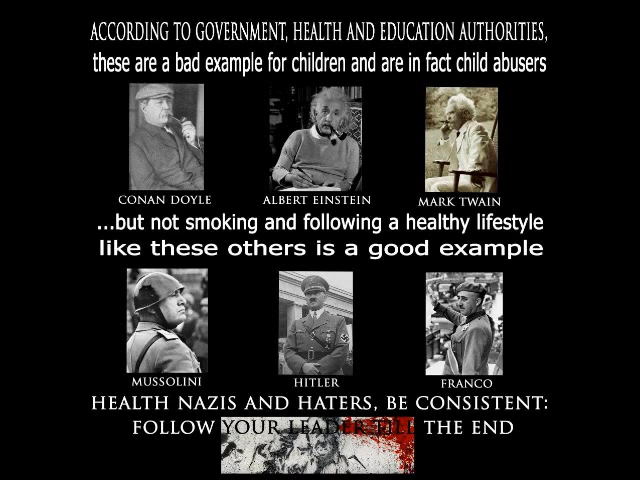 ACCORDING TO GOVERNMENT, HEALTH AND EDUCATION AUTHORITIES,
these are a bad example for children and are in fact child abusers
CONAN DOYLE ALBERT EINSTEIN MARK TWAIN
...but not smoking and following a healthy lifestyle
like these others is a good example
MUSSOLINI HITLER FRANCO
HEALTH NAZIS AND HATERS, BE CONSISTENT:
FOLLOW YOUR LEADER TILL THE END